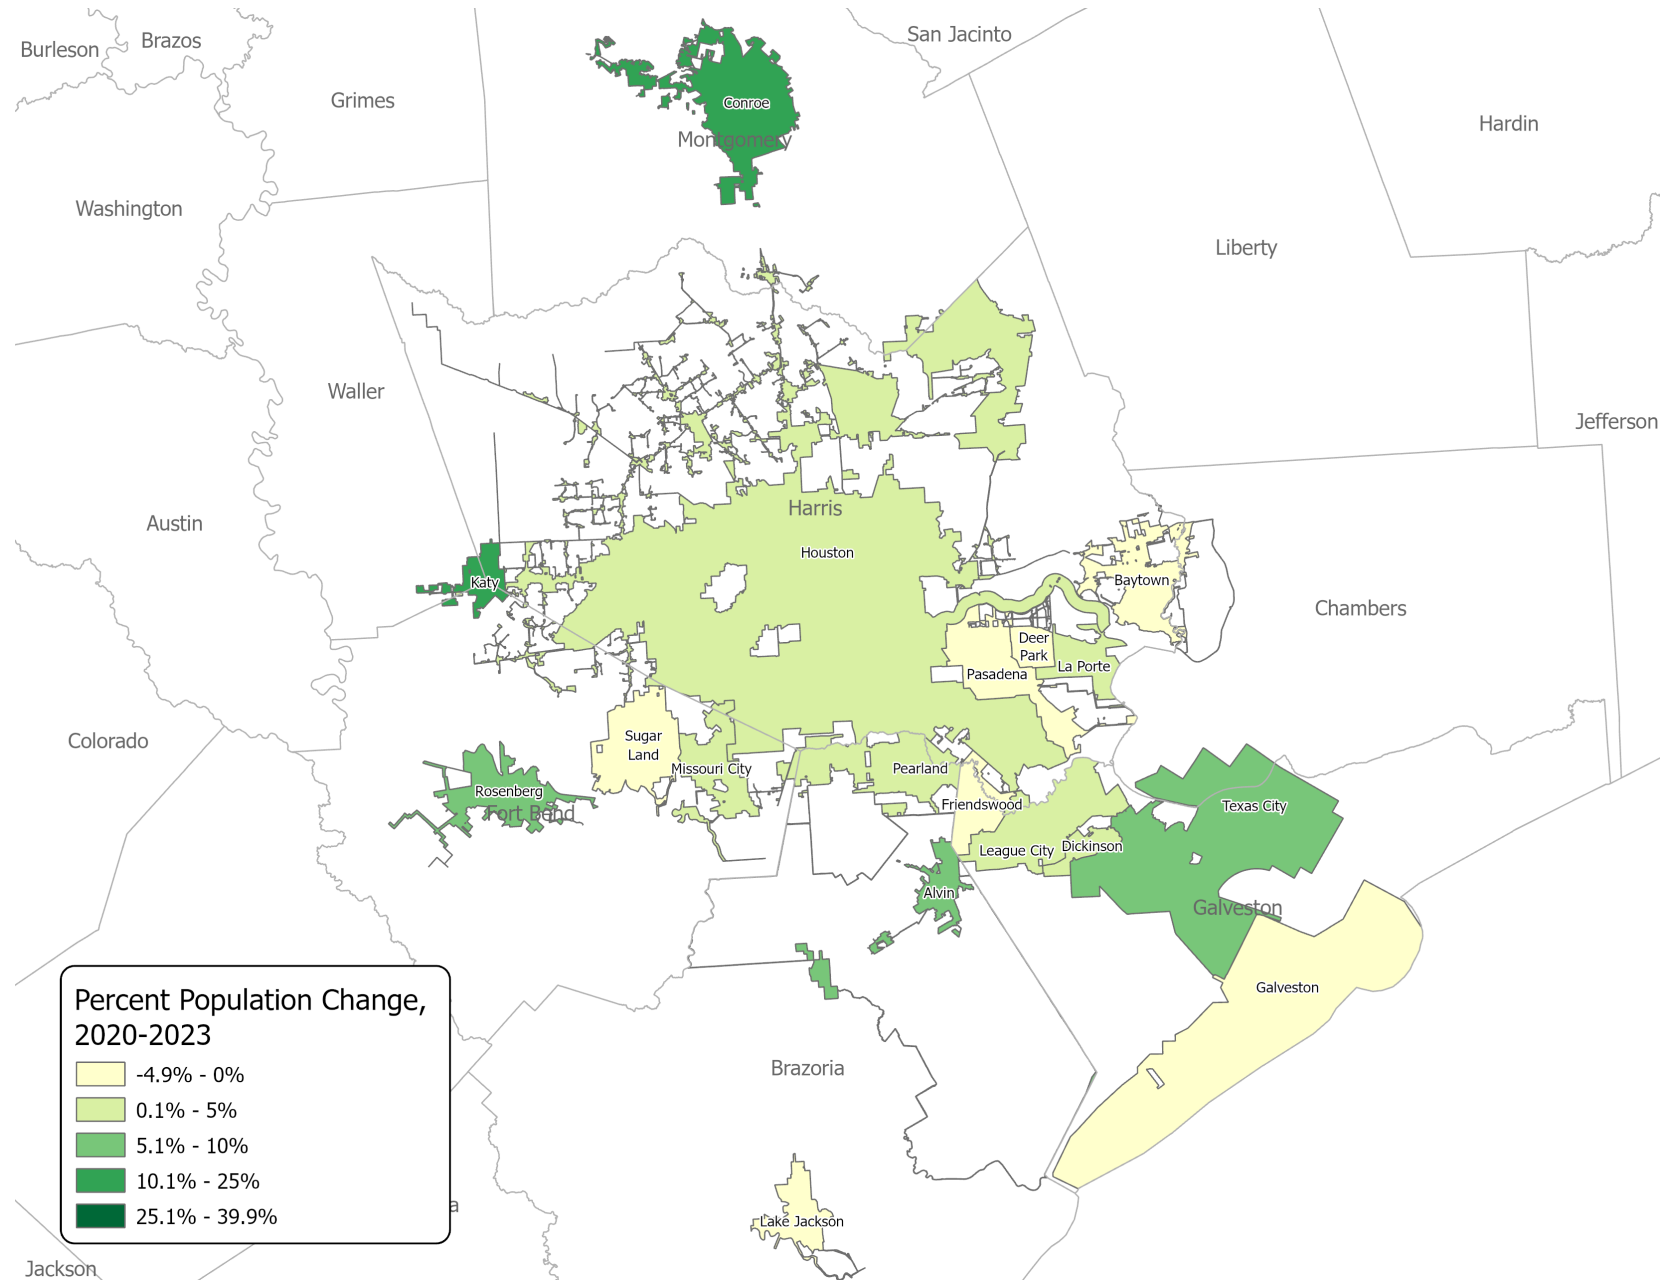 San Jacinto
Brazos
Burleson
Grimes
Conroe
Hardin
Montgomery
Washington
Liberty
Waller
Jefferson
Harris
Austin
Houston
Katy
Baytown
Chambers
Deer
Park
La Porte
Pasadena
Sugar
Land
Colorado
Missouri City
Pearland
Rosenberg
Fort Bend
Friendswood
Texas City
League City
Dickinson
Alvin
Galveston
Galveston
Brazoria
Lake Jackson
Jackson
Percent Population Change,
2020-2023
-4.9% - 0%
0.1% - 5%
5.1% - 10%
10.1% - 25%
25.1% - 39.9%